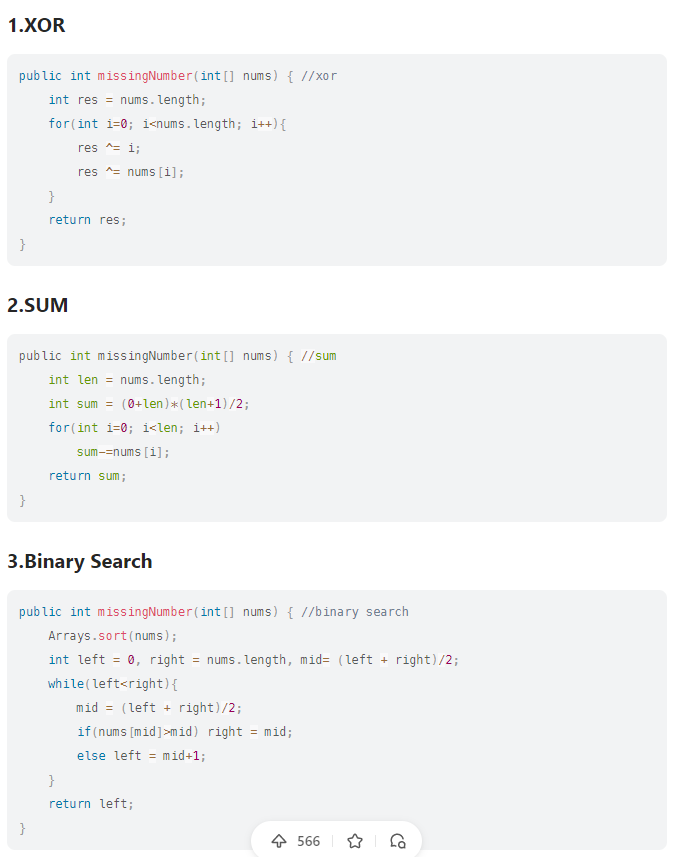 1.XOR
public int missingNumber(int[] nums) { //xor
    int res = nums.length;
    for(int i=0; i<nums.length; i++){
        res ^= i;
        res ^= nums[i];
    }
    return res;
}
2.SUM
public int missingNumber(int[] nums) { //sum
    int len = nums.length;
    int sum = (0+len)*(len+1)/2;
    for(int i=0; i<len; i++)
        sum-=nums[i];
    return sum;
}
3.Binary Search
public int missingNumber(int[] nums) { //binary search
    Arrays.sort(nums);
    int left = 0, right = nums.length, mid= (left + right)/2;
    while(left<right){
        mid = (left + right)/2;
        if(nums[mid]>mid) right = mid;
        else left = mid+1;
    }
    return left;
}
566